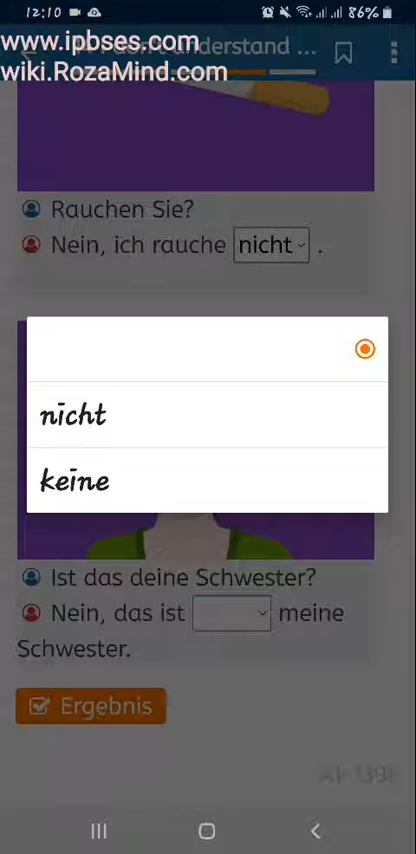 12:10
86%
www.ipbses.com
understand ...
wiki.RozaMind.com
Rauchen Sie?
Nein, ich rauche nicht .
nicht
keine
Ist das deine Schwester?
Nein, das ist meine
Schwester.
Ergebnis